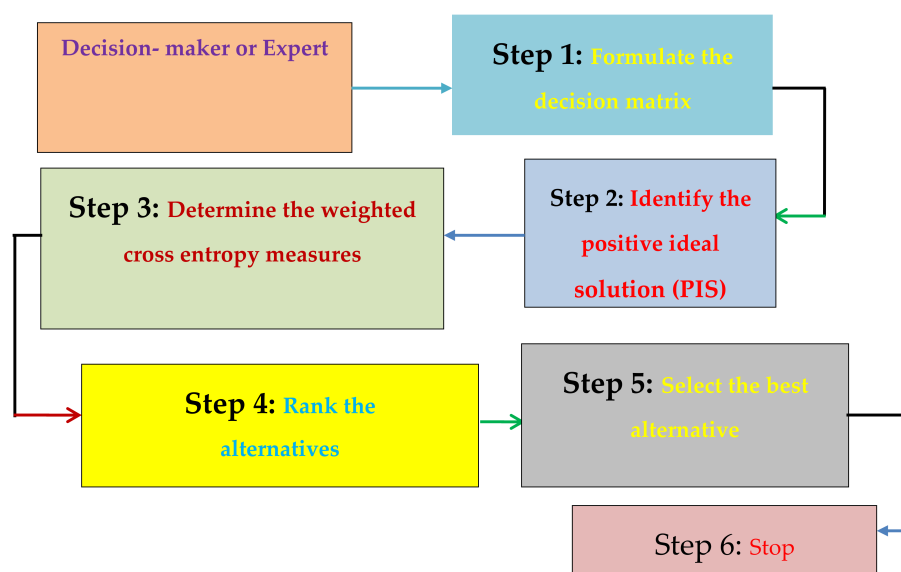 Decision- maker or Expert
Step 1: Formulate the
decision matrix
Step 2: Identify the
positive ideal
solution (PIS)
Step 3: Determine the weighted
cross entropy measures
Step 4: Rank the
alternatives
Step 5: Select the best
alternative
Step 6: Stop